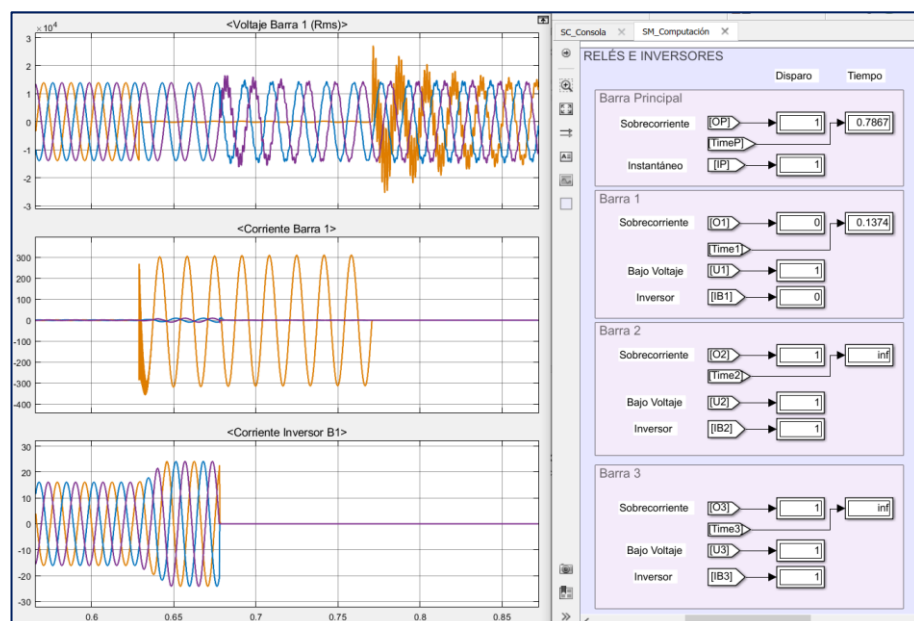 <Voltaje Barra 1 (Rms)>
×10⁴
3
2
1
0
-1
-2
-3
<Corriente Barra 1>
300
200
100
0
-100
-200
-300
-400
<Corriente Inversor B1>
30
20
10
0
-10
-20
-30
0.6
0.65
0.7
0.75
0.8
0.85
SC_Consola × SM_Computación ×
RELÉS E INVERSORES
Disparo Tiempo
Barra Principal
Sobrecorriente [OP] 1 0.7867
[TimeP]
Instantáneo [IP] 1
Barra 1
Sobrecorriente [O1] 0 0.1374
[Time1]
Bajo Voltaje [U1] 1
Inversor [IB1] 0
Barra 2
Sobrecorriente [O2] 1 inf
[Time2]
Bajo Voltaje [U2] 1
Inversor [IB2] 1
Barra 3
Sobrecorriente [O3] 1 inf
[Time3]
Bajo Voltaje [U3] 1
Inversor [IB3] 1